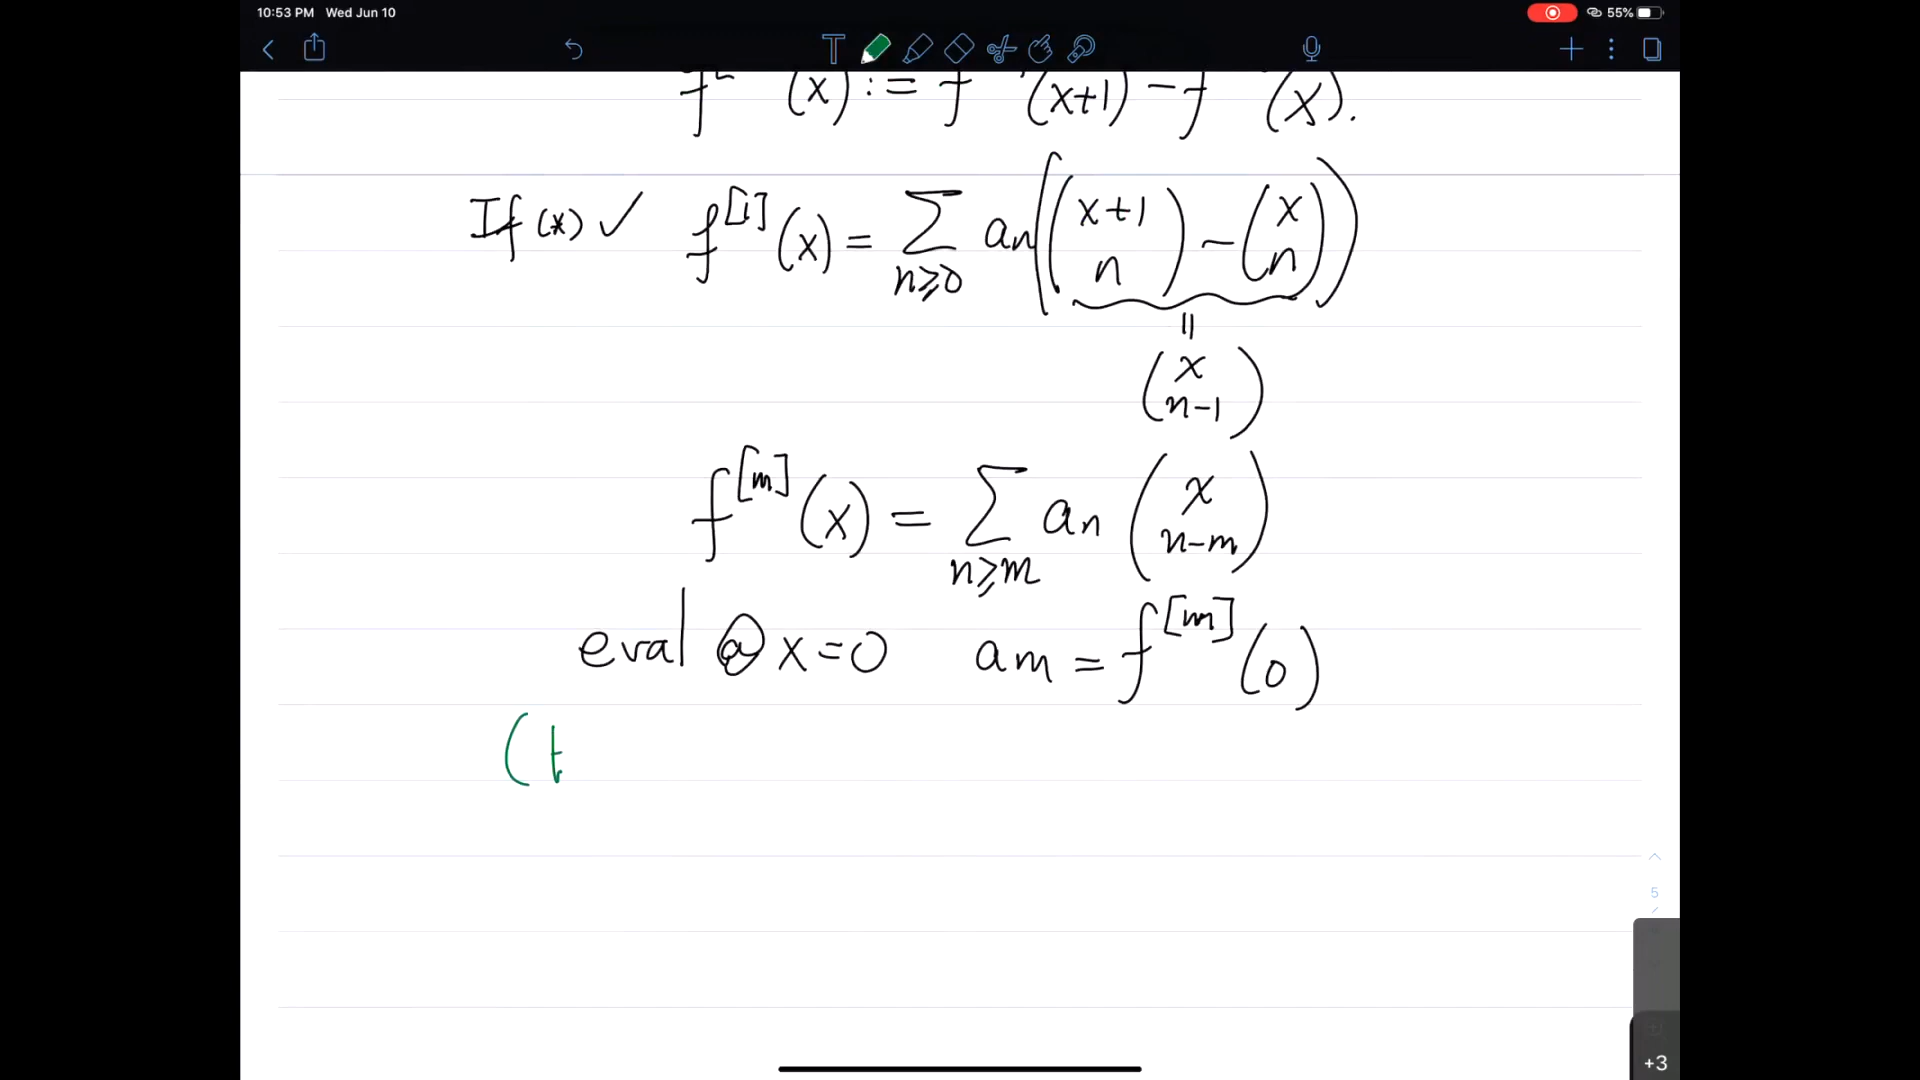 10:53 PM Wed Jun 10
55%
(x) := f (x+1) - f (x).
If (*) ✓ f^[1](x) = Σ_{n≥0} a_n ( (x+1 choose n) - (x choose n) )
=
(x choose n-1)
f^[m](x) = Σ_{n≥m} a_n (x choose n-m)
eval @ x=0 a_m = f^[m](0)
(t
5
+3